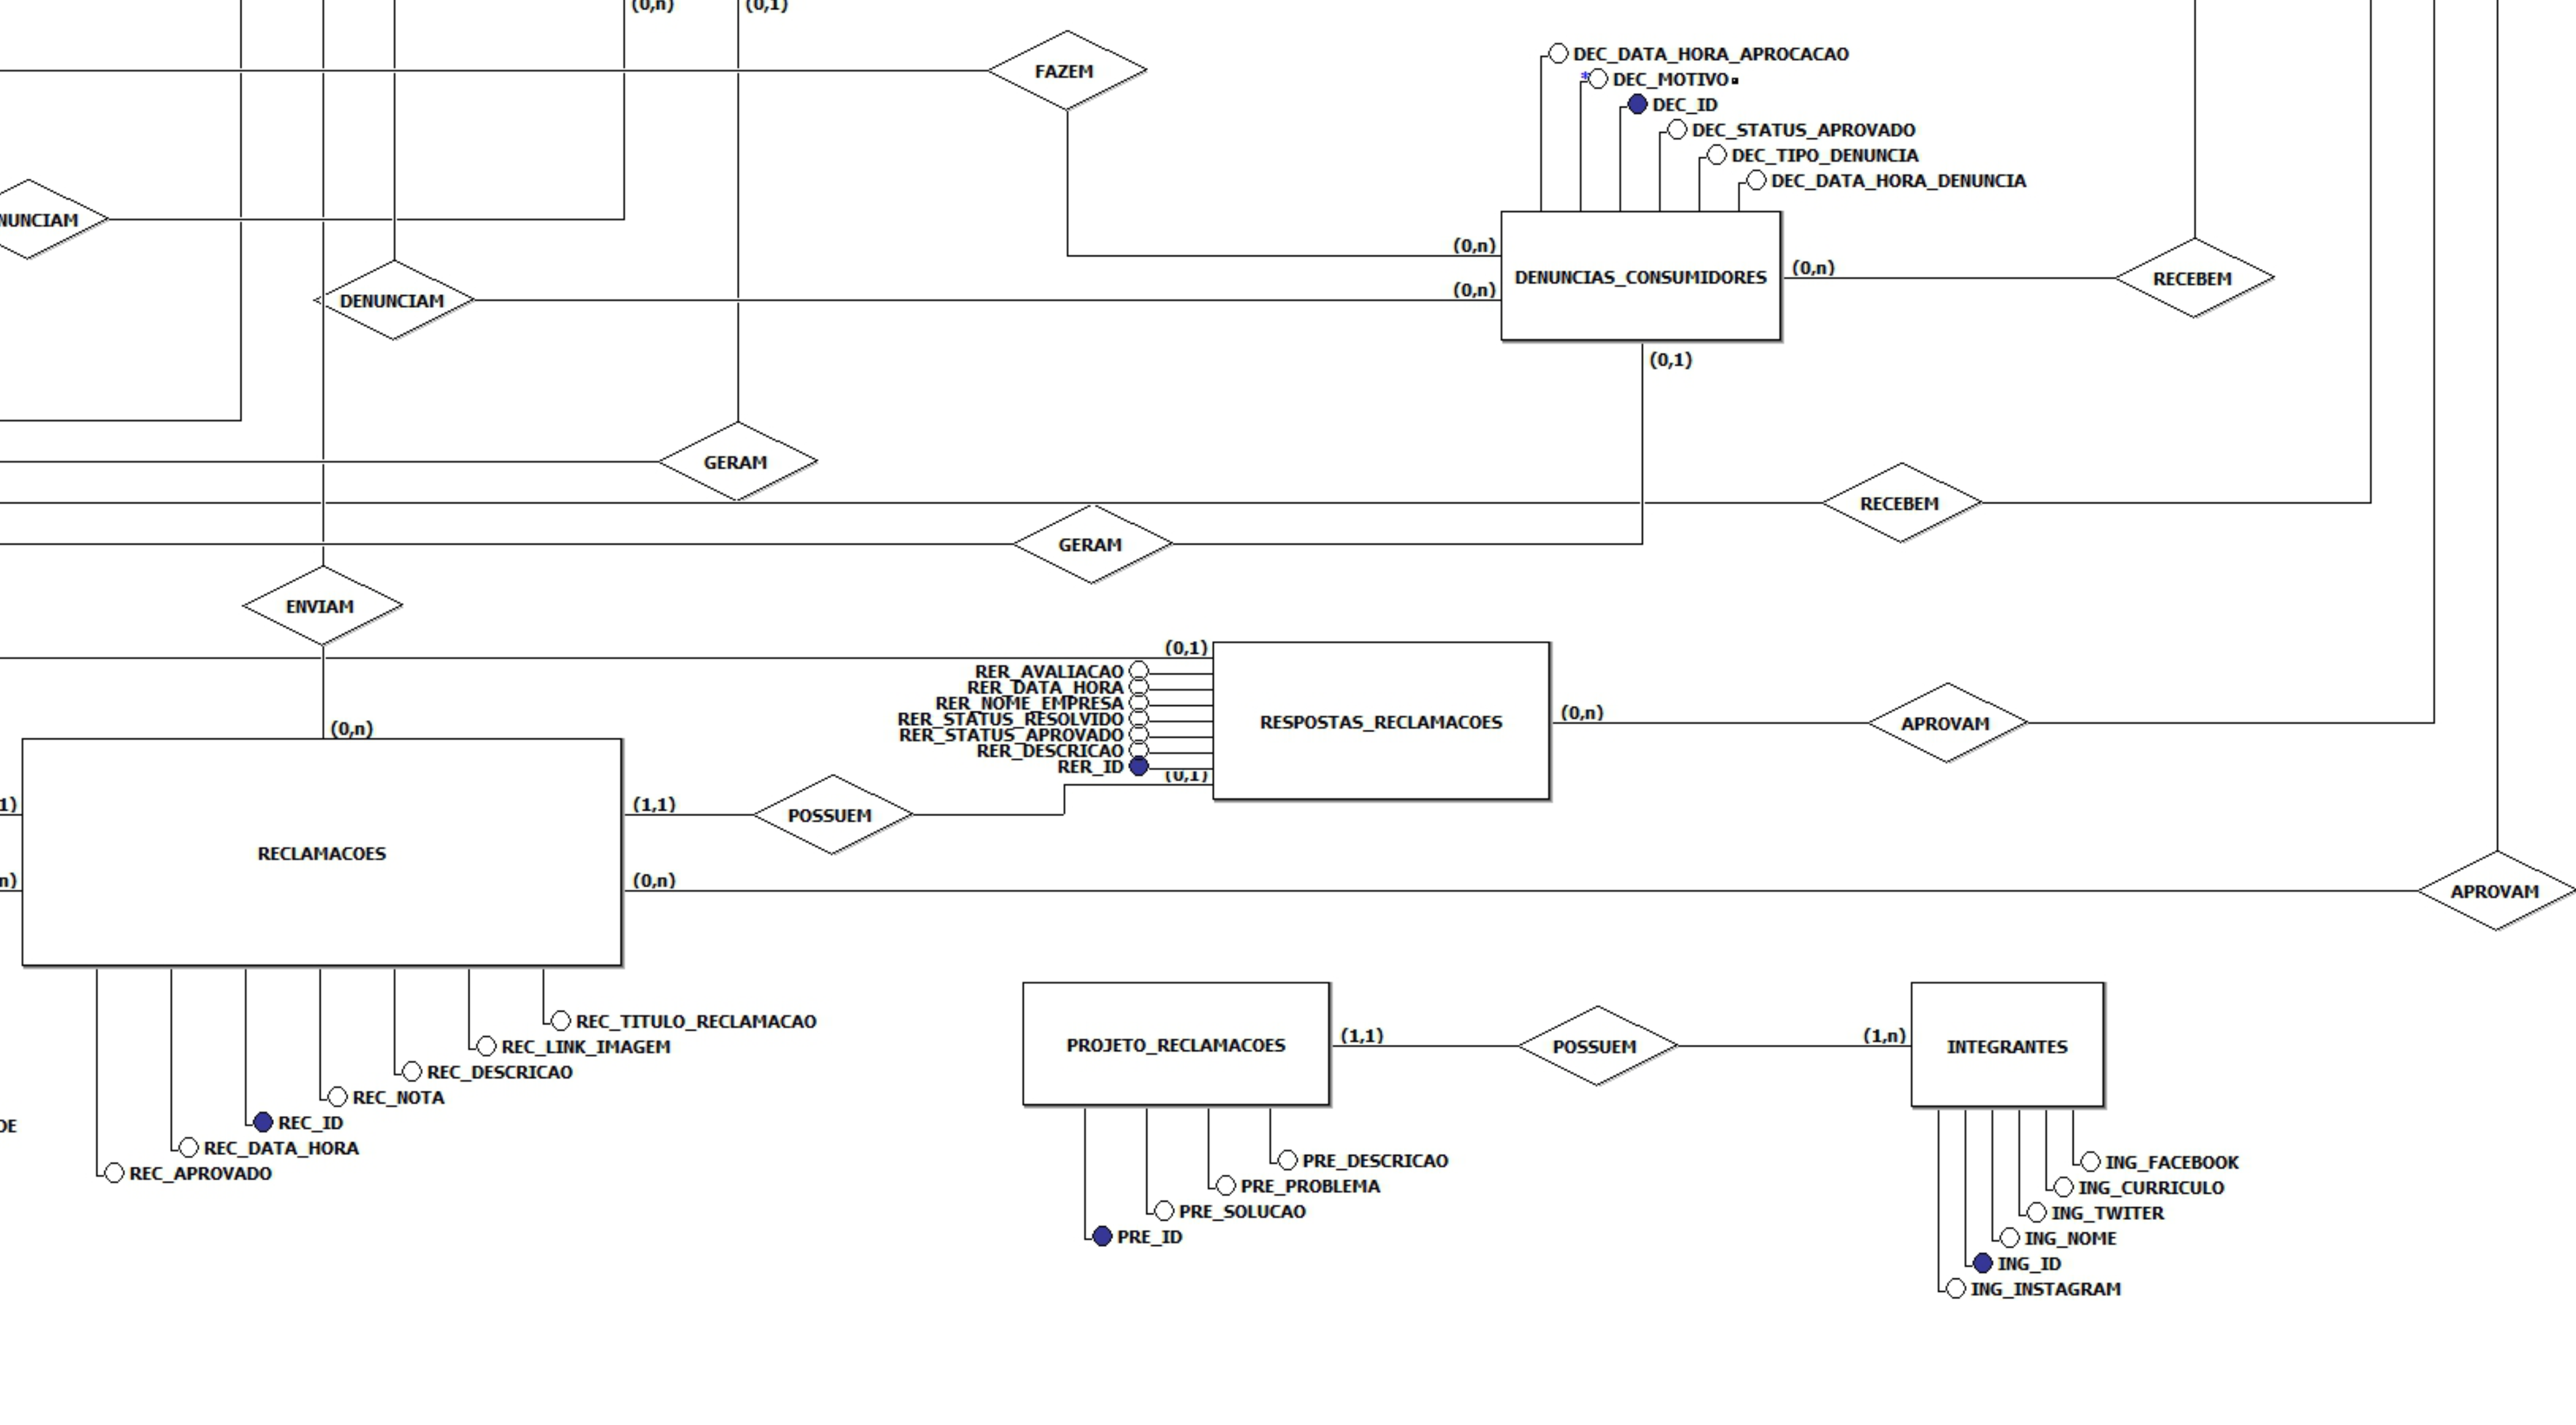 (0,n)
(0,1)
FAZEM
DEC_DATA_HORA_APROCACAO
*
DEC_MOTIVO
DEC_ID
DEC_STATUS_APROVADO
DEC_TIPO_DENUNCIA
DEC_DATA_HORA_DENUNCIA
NUNCIAM
(0,n)
DENUNCIAS_CONSUMIDORES
(0,n)
RECEBEM
DENUNCIAM
(0,n)
(0,1)
GERAM
RECEBEM
GERAM
ENVIAM
(0,1)
RER_AVALIACAO
RER_DATA_HORA
RER_NOME_EMPRESA
RER_STATUS_RESOLVIDO
RER_STATUS_APROVADO
RER_DESCRICAO
RER_ID
(0,1)
RESPOSTAS_RECLAMACOES
(0,n)
APROVAM
(0,n)
1)
RECLAMACOES
(1,1)
POSSUEM
n)
(0,n)
APROVAM
REC_TITULO_RECLAMACAO
REC_LINK_IMAGEM
REC_DESCRICAO
REC_NOTA
REC_ID
REC_DATA_HORA
REC_APROVADO
DE
PROJETO_RECLAMACOES
(1,1)
POSSUEM
(1,n)
INTEGRANTES
PRE_DESCRICAO
PRE_PROBLEMA
PRE_SOLUCAO
PRE_ID
ING_FACEBOOK
ING_CURRICULO
ING_TWITER
ING_NOME
ING_ID
ING_INSTAGRAM